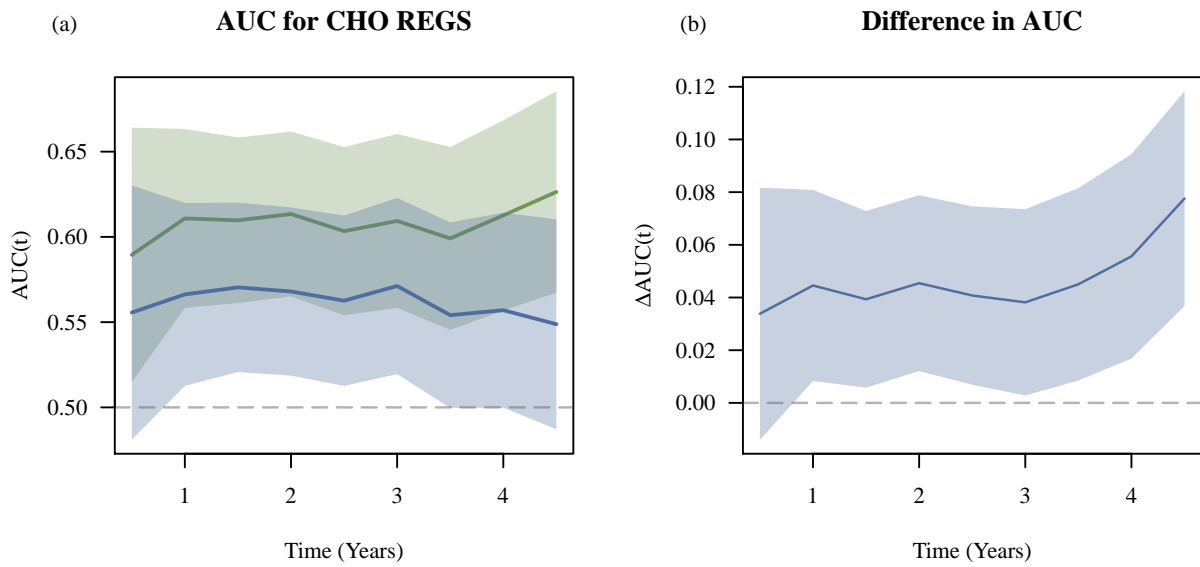 (a) AUC for CHO REGS
AUC(t)
0.65
0.60
0.55
0.50
1 2 3 4
Time (Years)
(b) Difference in AUC
ΔAUC(t)
0.12
0.10
0.08
0.06
0.04
0.02
0.00
1 2 3 4
Time (Years)